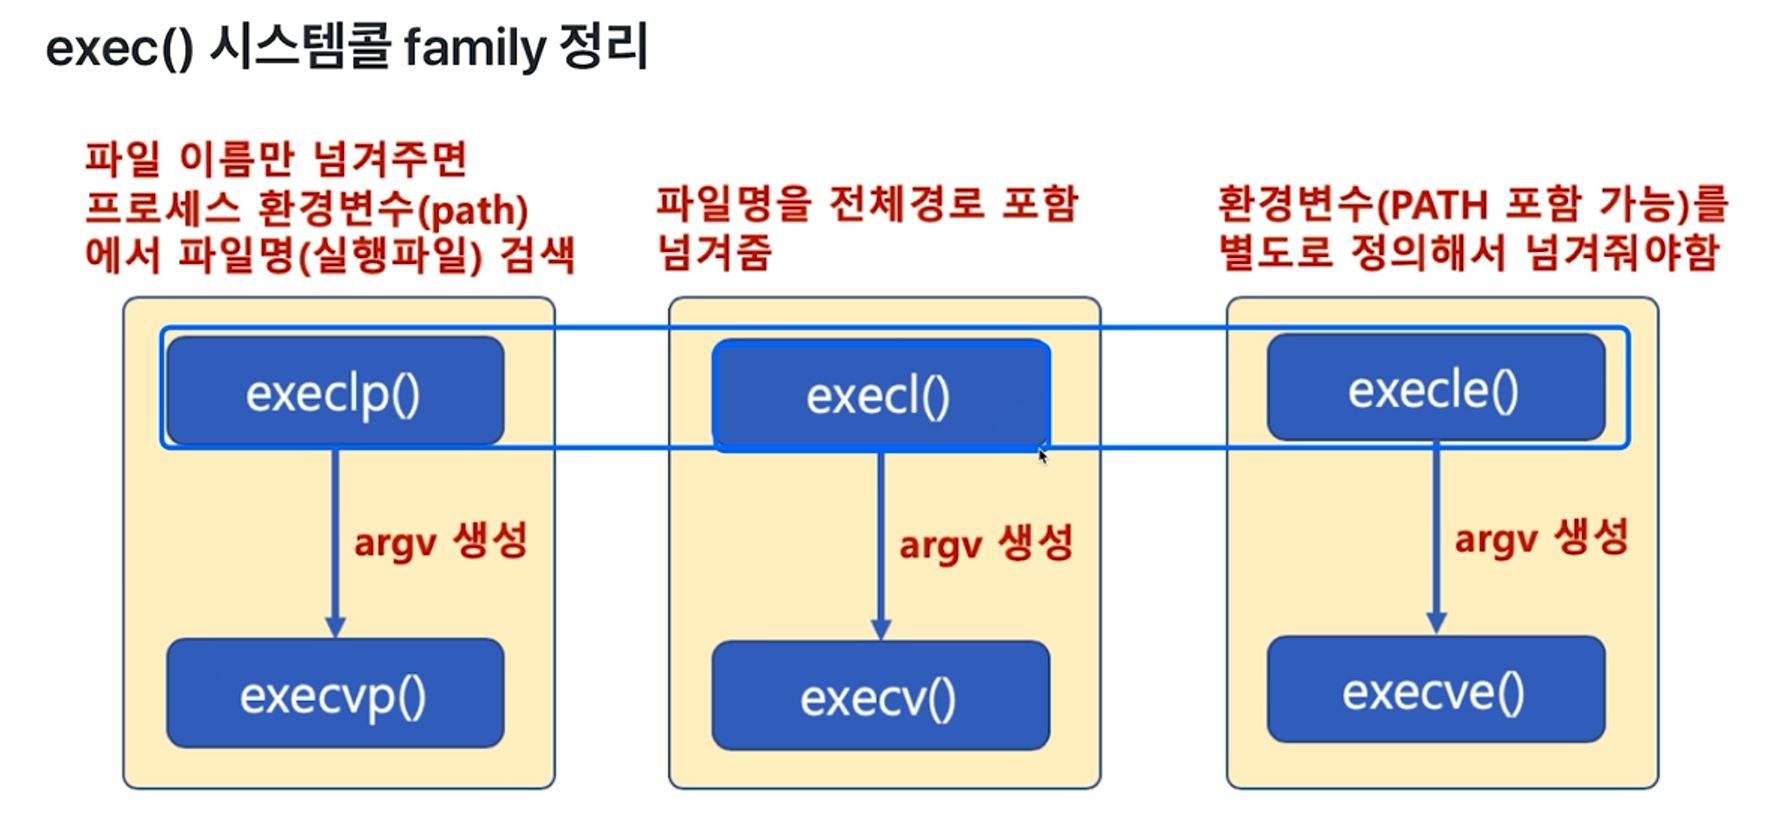 exec() 시스템콜 family 정리
파일 이름만 넘겨주면
프로세스 환경변수(path)
에서 파일명(실행파일) 검색
파일명을 전체경로 포함
넘겨줌
환경변수(PATH 포함 가능)를
별도로 정의해서 넘겨줘야함
execlp()
execl()
execle()
argv 생성
argv 생성
argv 생성
execvp()
execv()
execve()